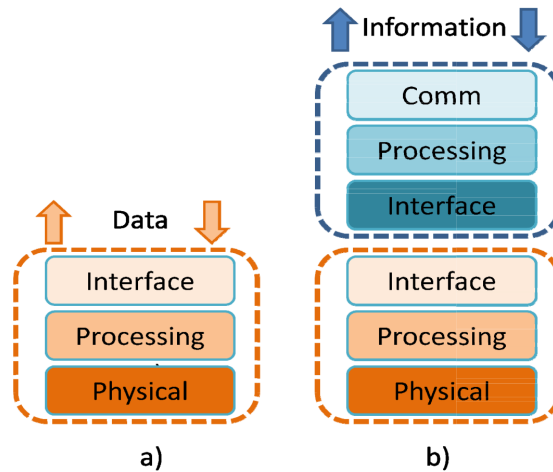 Information
Comm
Processing
Interface
Data
Interface
Processing
Physical
Interface
Processing
Physical
a)
b)